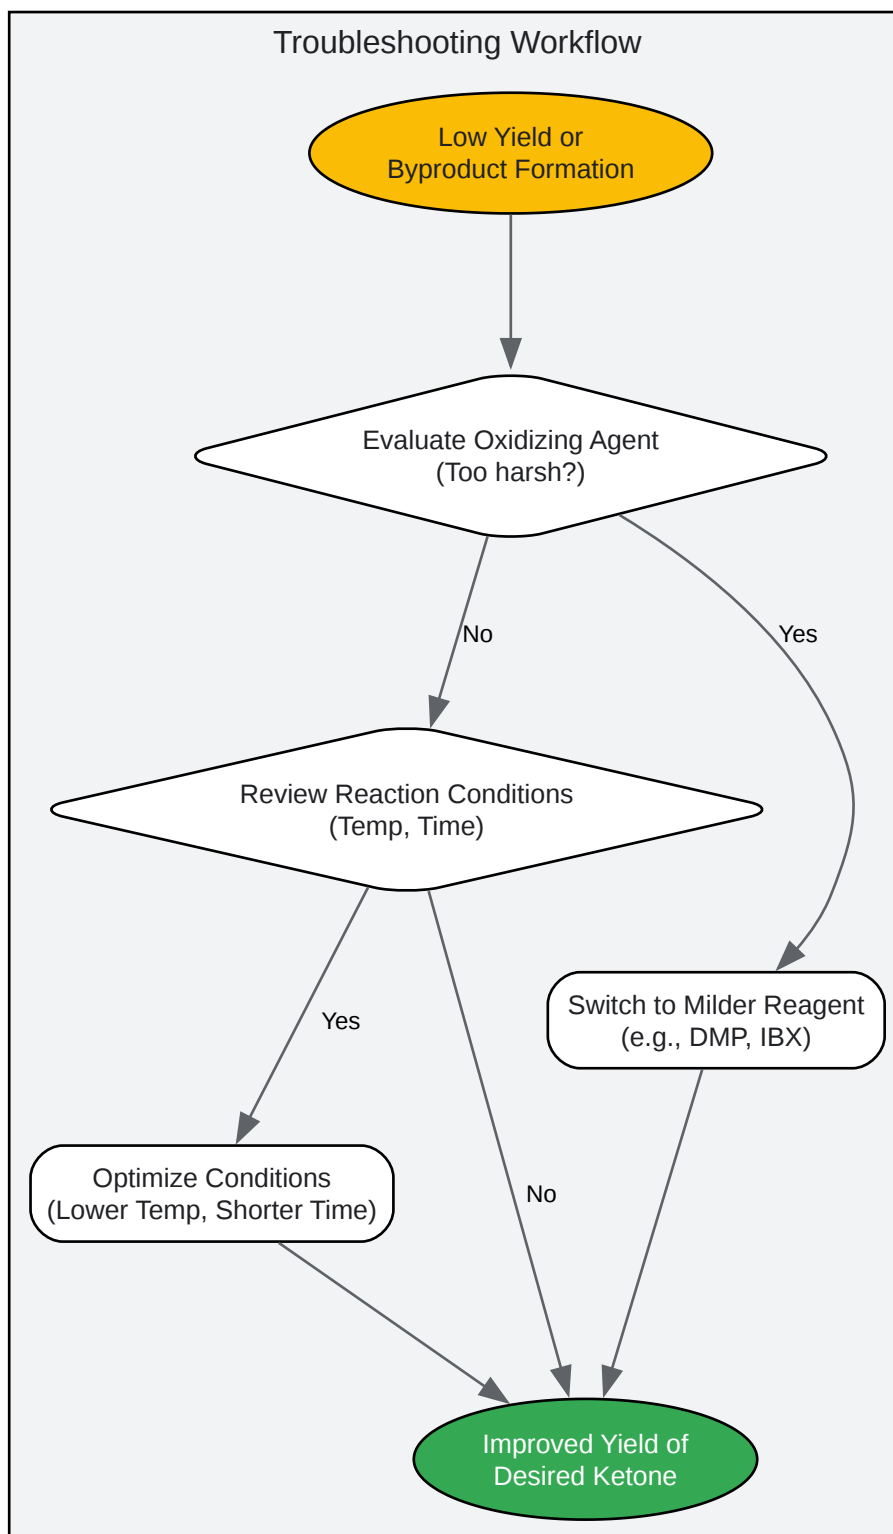 Troubleshooting Workflow
Low Yield or
Byproduct Formation
Evaluate Oxidizing Agent
(Too harsh?)
No
Yes
Review Reaction Conditions
(Temp, Time)
Switch to Milder Reagent
(e.g., DMP, IBX)
Yes
Optimize Conditions
(Lower Temp, Shorter Time)
No
Improved Yield of
Desired Ketone